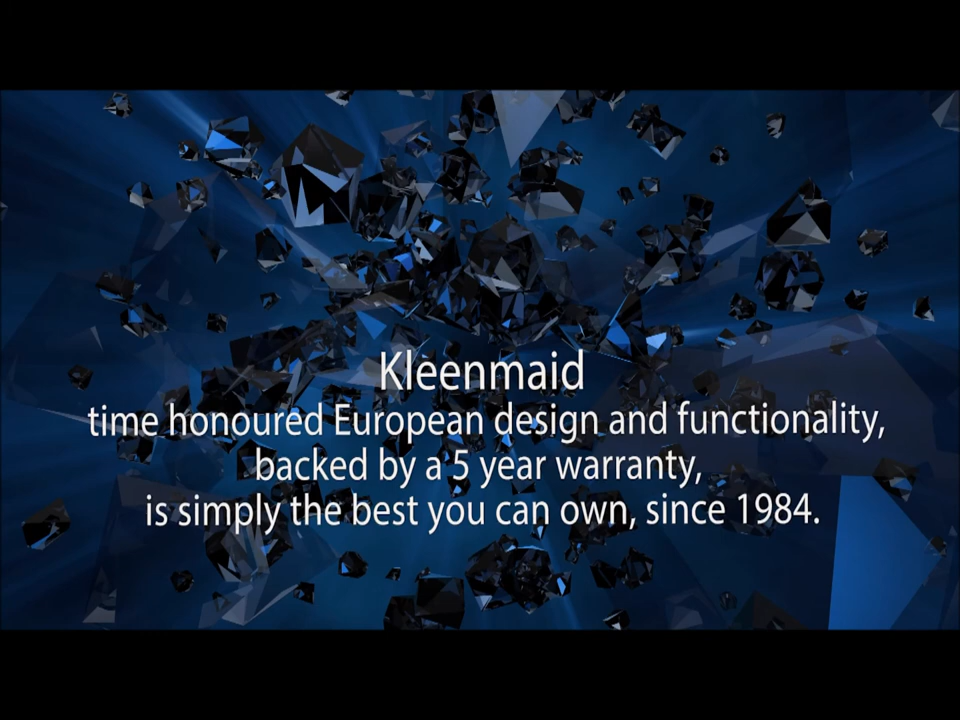 Kleenmaid
time honoured European design and functionality,
backed by a 5 year warranty,
is simply the best you can own, since 1984.